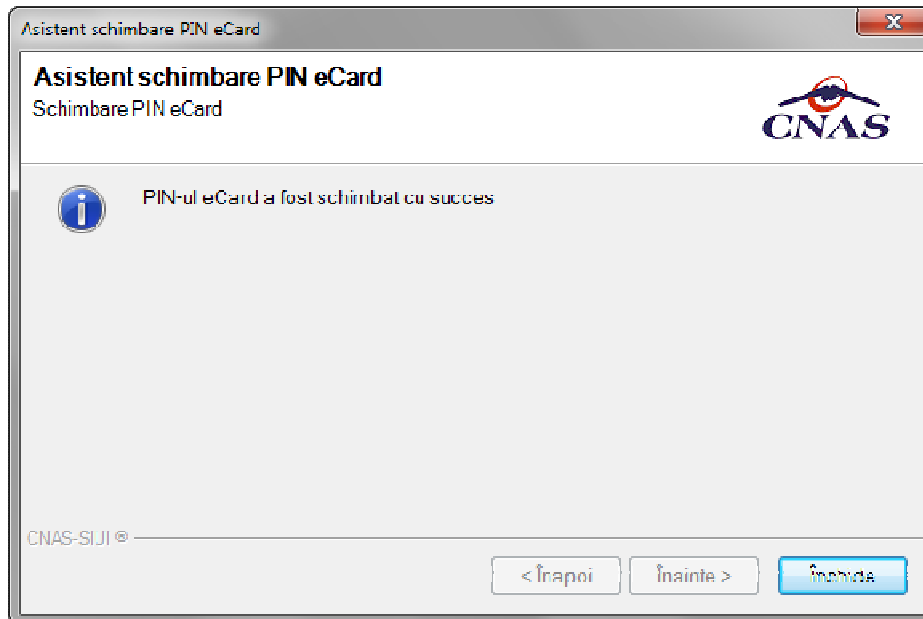 Asistent schimbare PIN eCard
Asistent schimbare PIN eCard
Schimbare PIN eCard
CNAS
PIN-ul eCard a fost schimbat cu succes
CNAS-SIUI ®
< Înapoi
Înainte >
Închide